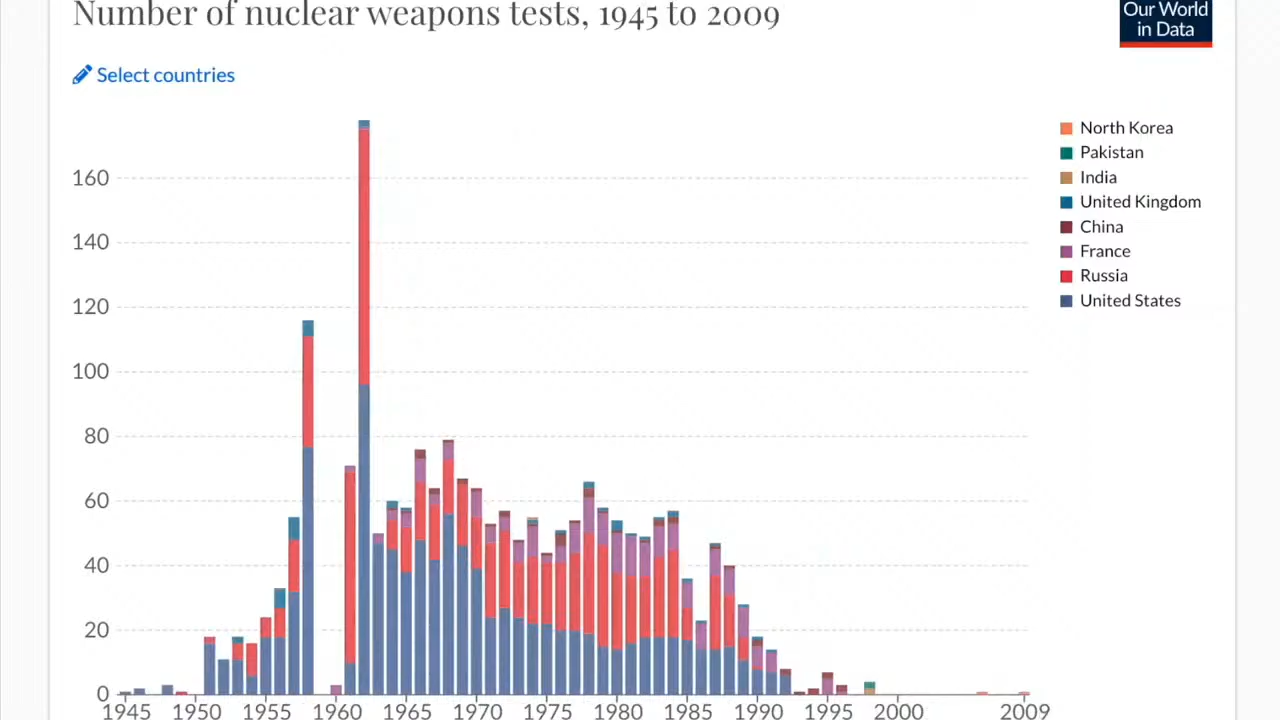 Number of nuclear weapons tests, 1945 to 2009
Our World
in Data
Select countries
North Korea
Pakistan
India
United Kingdom
China
France
Russia
United States
160
140
120
100
80
60
40
20
0
1945 1950 1955 1960 1965 1970 1975 1980 1985 1990 1995 2000 2009